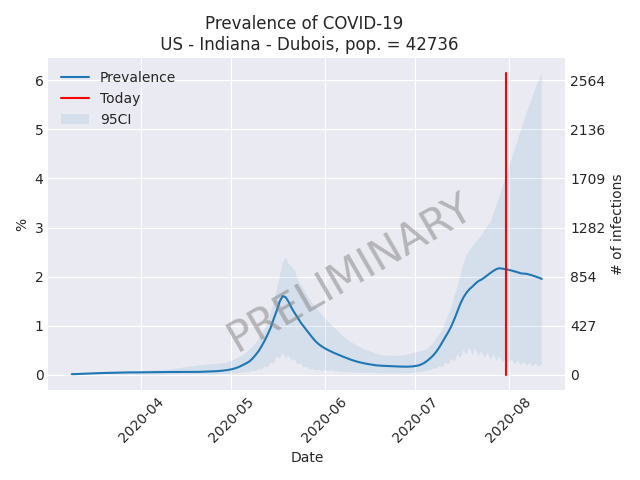 Prevalence of COVID-19
US - Indiana - Dubois, pop. = 42736
Prevalence
Today
95CI
6
5
4
3
2
1
0
%
2564
2136
1709
1282
854
427
0
# of infections
PRELIMINARY
2020-04
2020-05
2020-06
2020-07
2020-08
Date